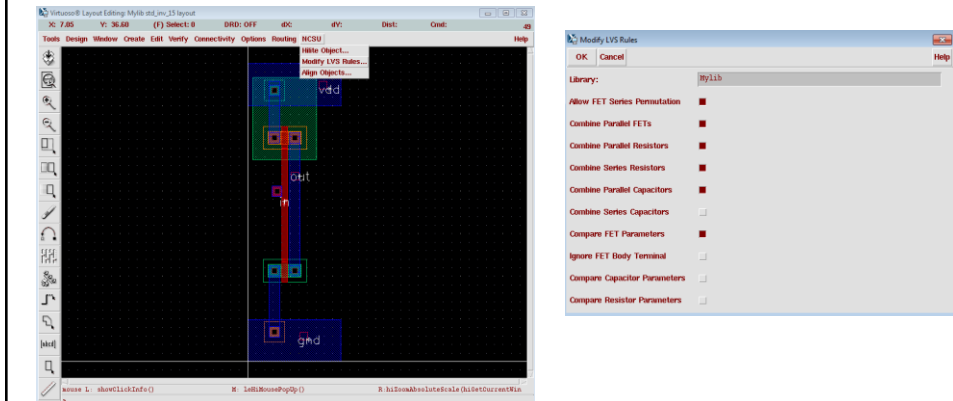 Virtuoso® Layout Editing: Mylib std_inv_15 layout
X: 7.05 Y: 36.60 (F) Select: 0 DRD: OFF dX: dY: Dist: Cmd: 49
Tools Design Window Create Edit Verify Connectivity Options Routing NCSU Help
Hilite Object...
Modify LVS Rules...
Align Objects...
vdd
out
in
gnd
[abcd]
mouse L: showClickInfo() M: leHiMousePopUp() R:hiZoomAbsoluteScale(hiGetCurrentWin
>
Modify LVS Rules
OK Cancel Help
Library: Mylib
Allow FET Series Permutation
Combine Parallel FETs
Combine Parallel Resistors
Combine Series Resistors
Combine Parallel Capacitors
Combine Series Capacitors
Compare FET Parameters
Ignore FET Body Terminal
Compare Capacitor Parameters
Compare Resistor Parameters